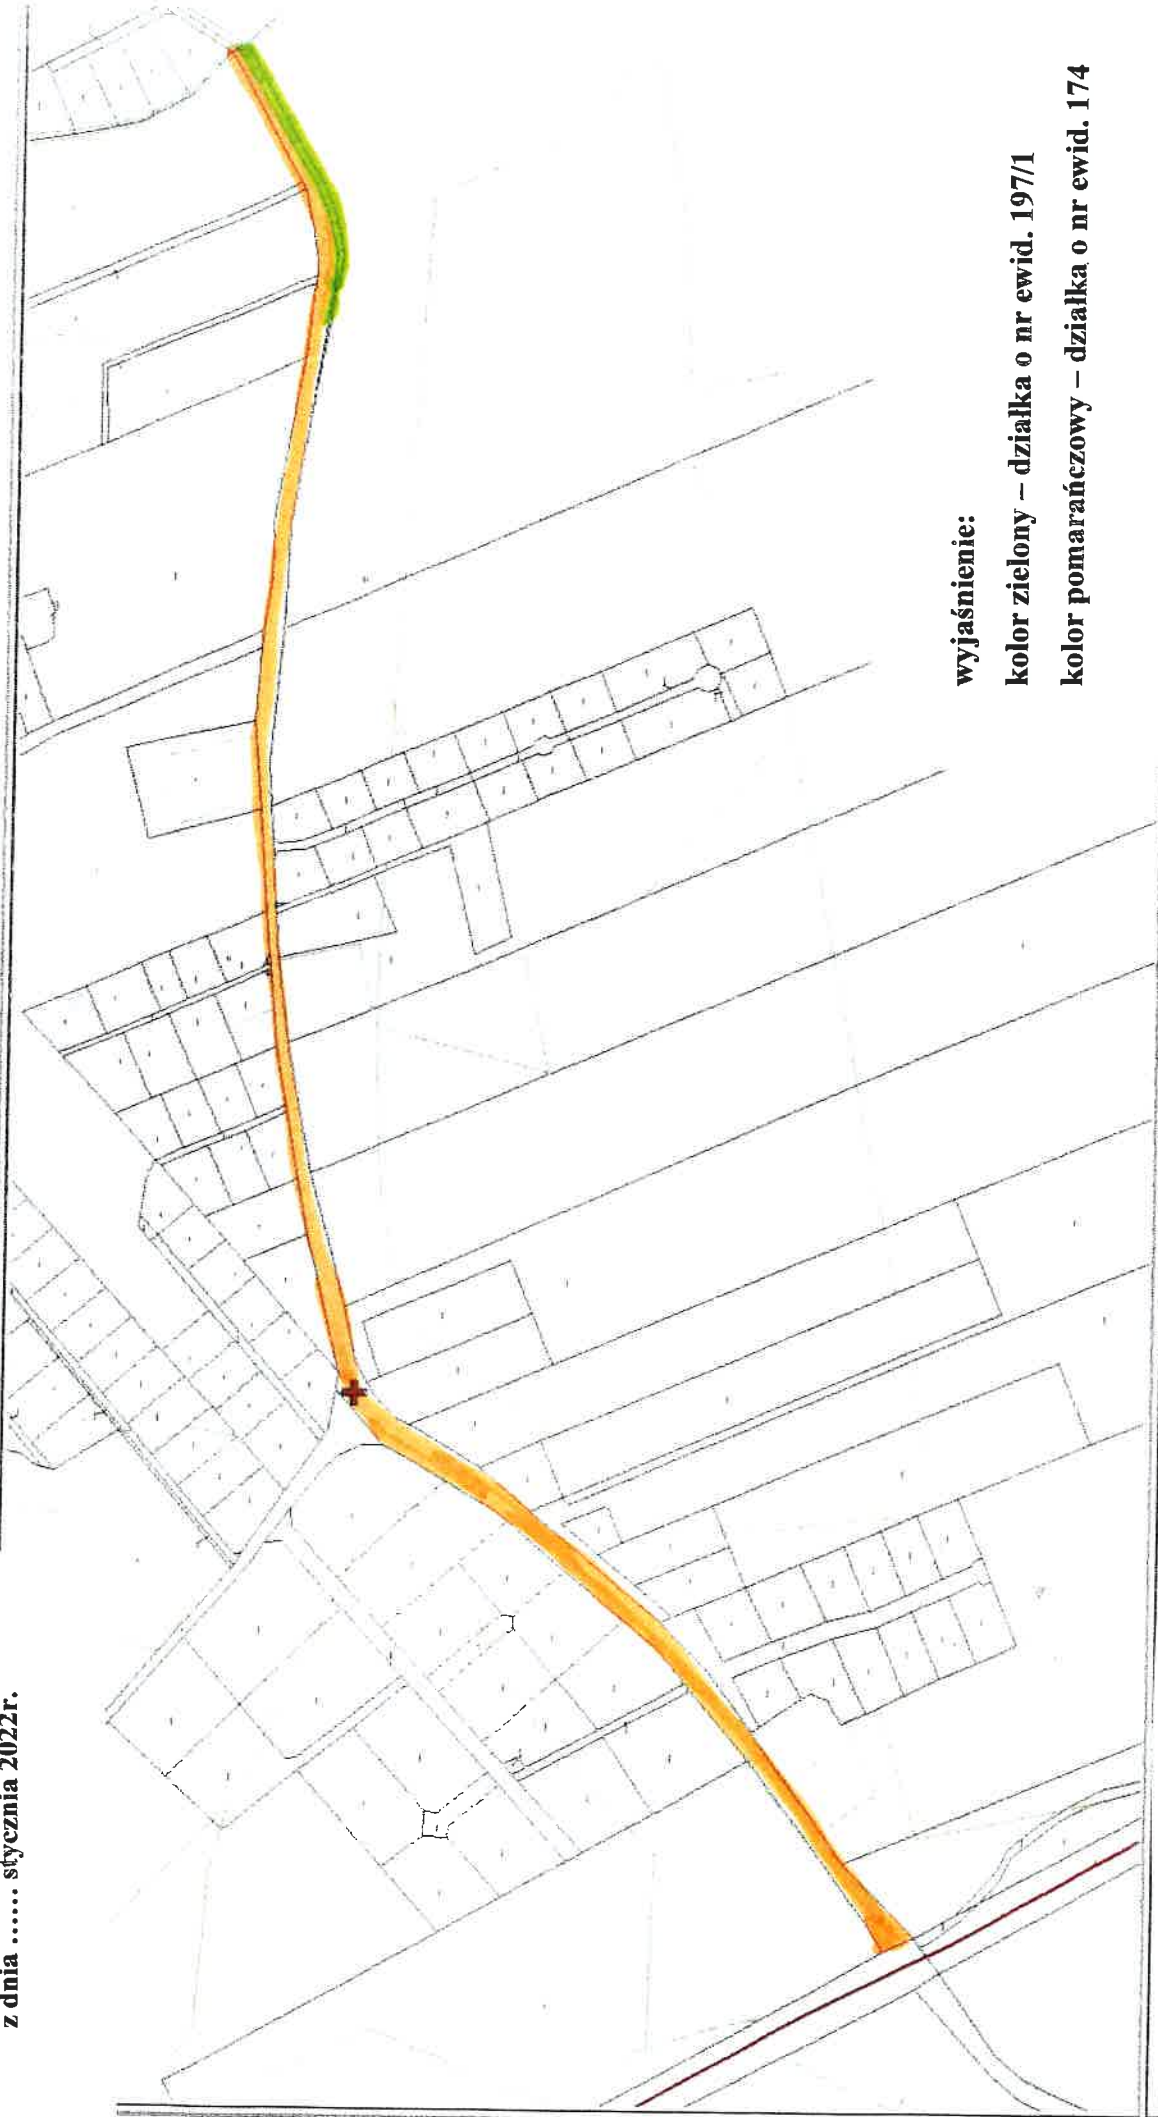 z dnia ...... stycznia 2022r.
wyjaśnienie:
kolor zielony – działka o nr ewid. 197/1
kolor pomarańczowy – działka o nr ewid. 174